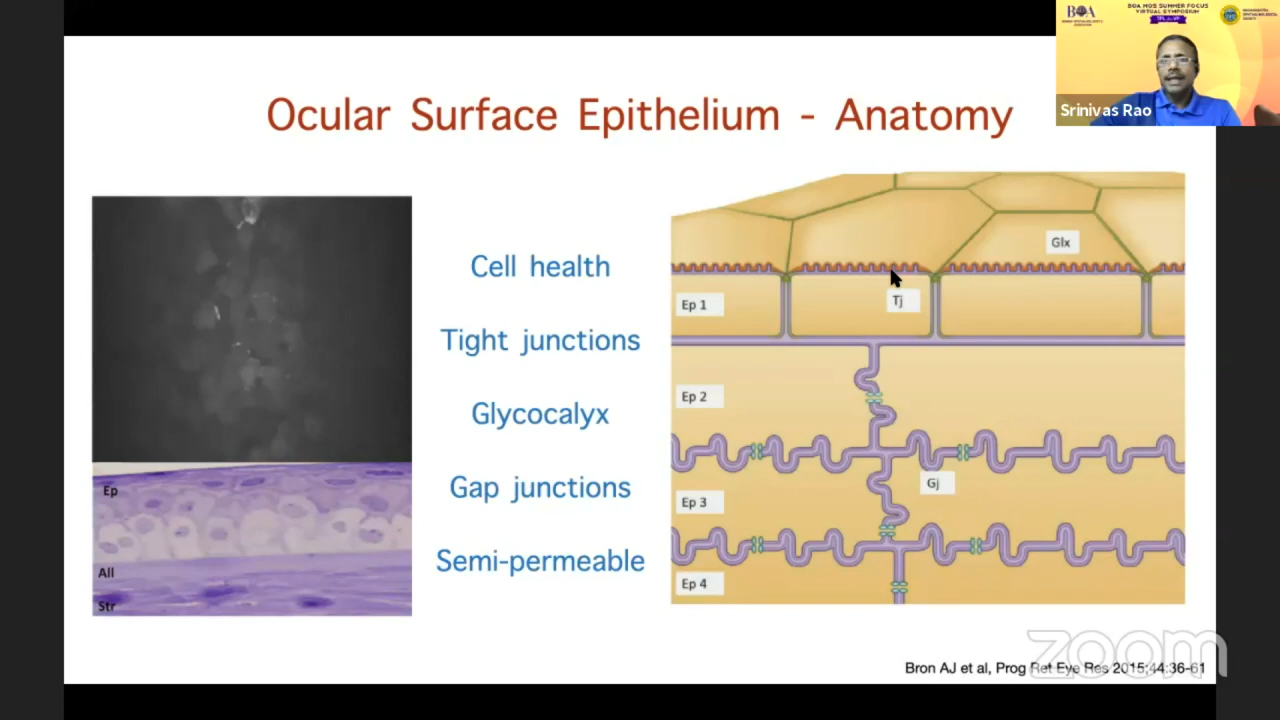 BOA
BOA MOS SUMMER FOCUS
VIRTUAL SYMPOSIUM
Srinivas Rao
Ocular Surface Epithelium - Anatomy
Cell health
Tight junctions
Glycocalyx
Gap junctions
Semi-permeable
Ep
All
Str
Glx
Ep 1
Tj
Ep 2
Gj
Ep 3
Ep 4
zoom
Bron AJ et al, Prog Ret Eye Res 2015;44:36-61